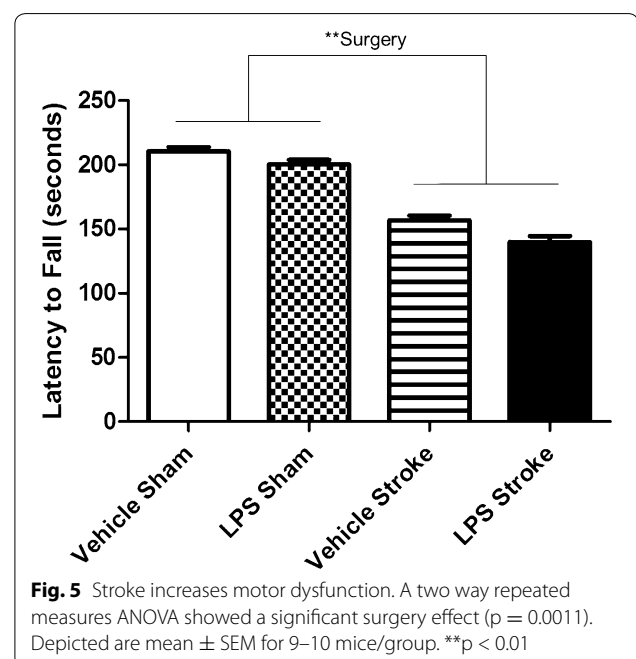 **Surgery
250
200
150
100
50
0
Latency to Fall (seconds)
Vehicle Sham
LPS Sham
Vehicle Stroke
LPS Stroke
Fig. 5 Stroke increases motor dysfunction. A two way repeated
measures ANOVA showed a significant surgery effect (p = 0.0011).
Depicted are mean ± SEM for 9–10 mice/group. **p < 0.01